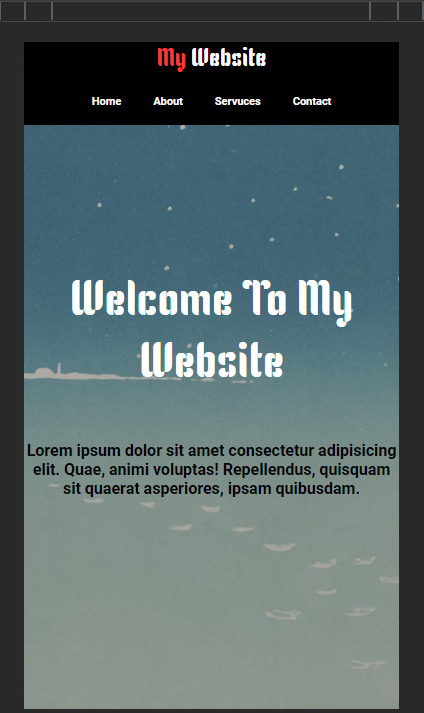 My Website
Home About Servuces Contact
Welcome To My
Website
Lorem ipsum dolor sit amet consectetur adipisicing
elit. Quae, animi voluptas! Repellendus, quisquam
sit quaerat asperiores, ipsam quibusdam.